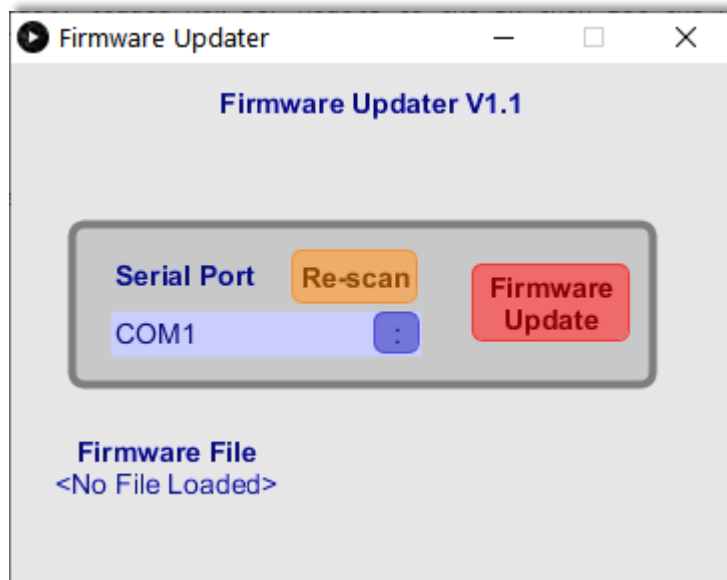 Firmware Updater
Firmware Updater V1.1
Serial Port
Re-scan
COM1
:
Firmware
Update
Firmware File
<No File Loaded>